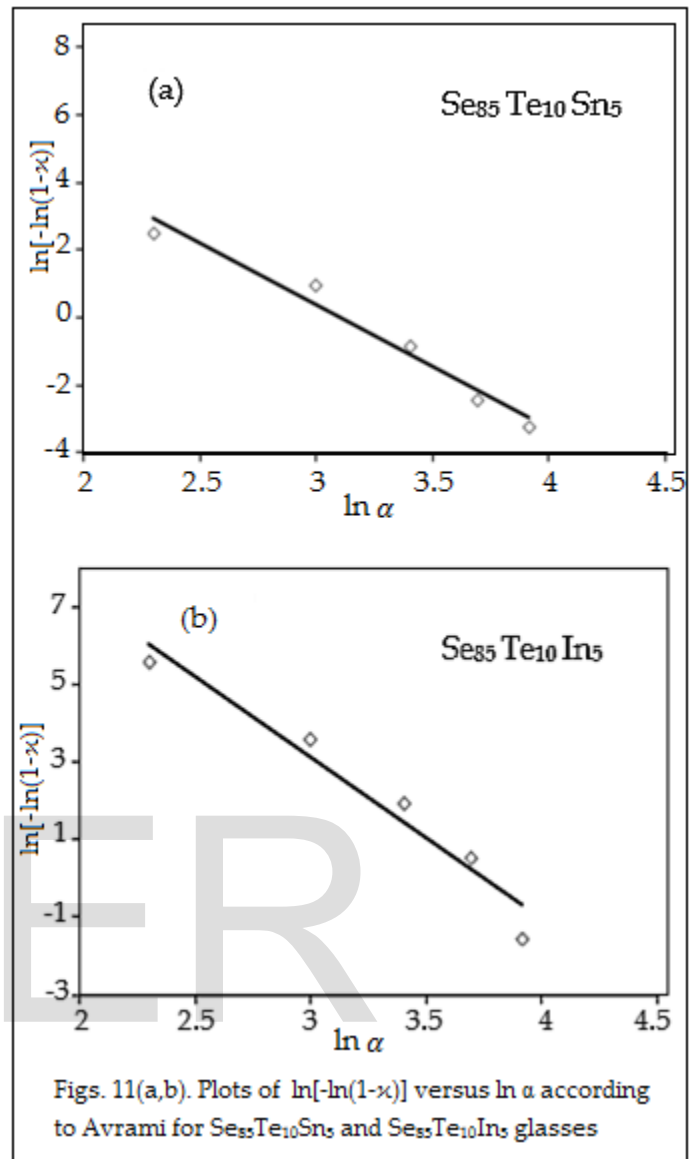 8
(a)
Se₈₅ Te₁₀ Sn₅
6
4
2
0
-2
-4
ln[-ln(1-ϰ)]
2 2.5 3 3.5 4 4.5
ln α
7
(b)
Se₈₅ Te₁₀ In₅
5
3
1
-1
-3
ln[-ln(1-ϰ)]
2 2.5 3 3.5 4 4.5
ln α
ER
Figs. 11(a,b). Plots of ln[-ln(1-ϰ)] versus ln α according
to Avrami for Se₈₅Te₁₀Sn₅ and Se₈₅Te₁₀In₅ glasses